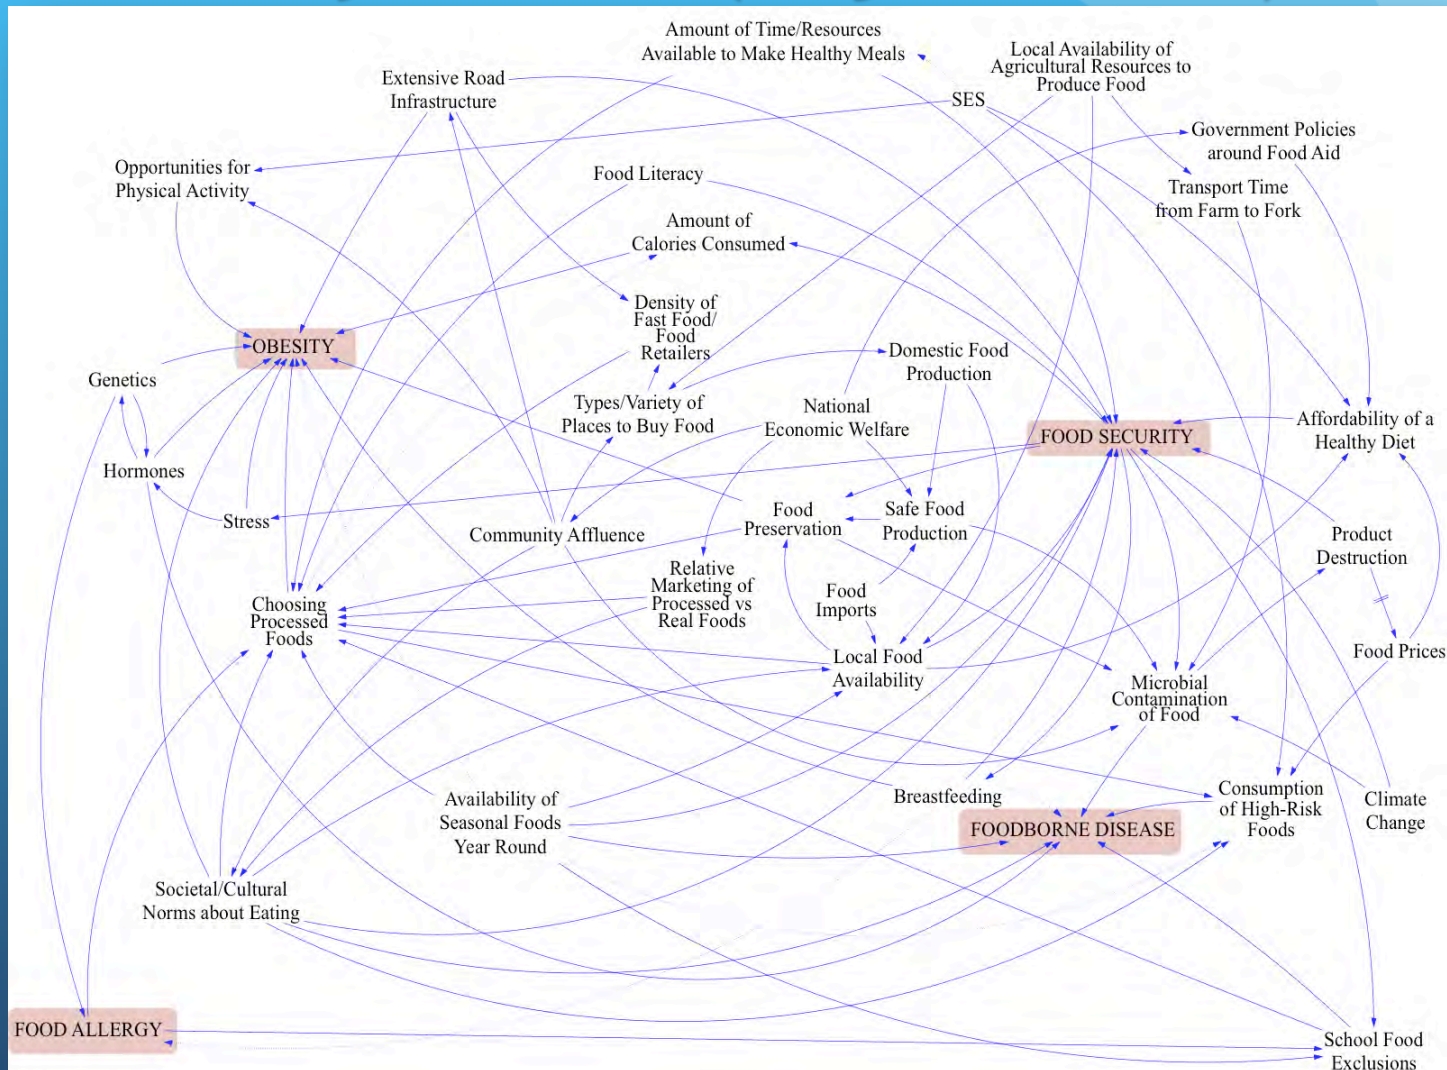 Amount of Time/Resources
Available to Make Healthy Meals
Local Availability of
Agricultural Resources to
Produce Food
Extensive Road
Infrastructure
SES
Government Policies
around Food Aid
Opportunities for
Physical Activity
Food Literacy
Transport Time
from Farm to Fork
Amount of
Calories Consumed
Density of
Fast Food/
Food
Retailers
OBESITY
Domestic Food
Production
Genetics
Types/Variety of
Places to Buy Food
National
Economic Welfare
FOOD SECURITY
Affordability of a
Healthy Diet
Hormones
Stress
Community Affluence
Food
Preservation
Safe Food
Production
Product
Destruction
Relative
Marketing of
Processed vs
Real Foods
Food
Imports
Choosing
Processed
Foods
Local Food
Availability
Food Prices
Microbial
Contamination
of Food
Availability of
Seasonal Foods
Year Round
Breastfeeding
Consumption
of High-Risk
Foods
Climate
Change
FOODBORNE DISEASE
Societal/Cultural
Norms about Eating
FOOD ALLERGY
School Food
Exclusions